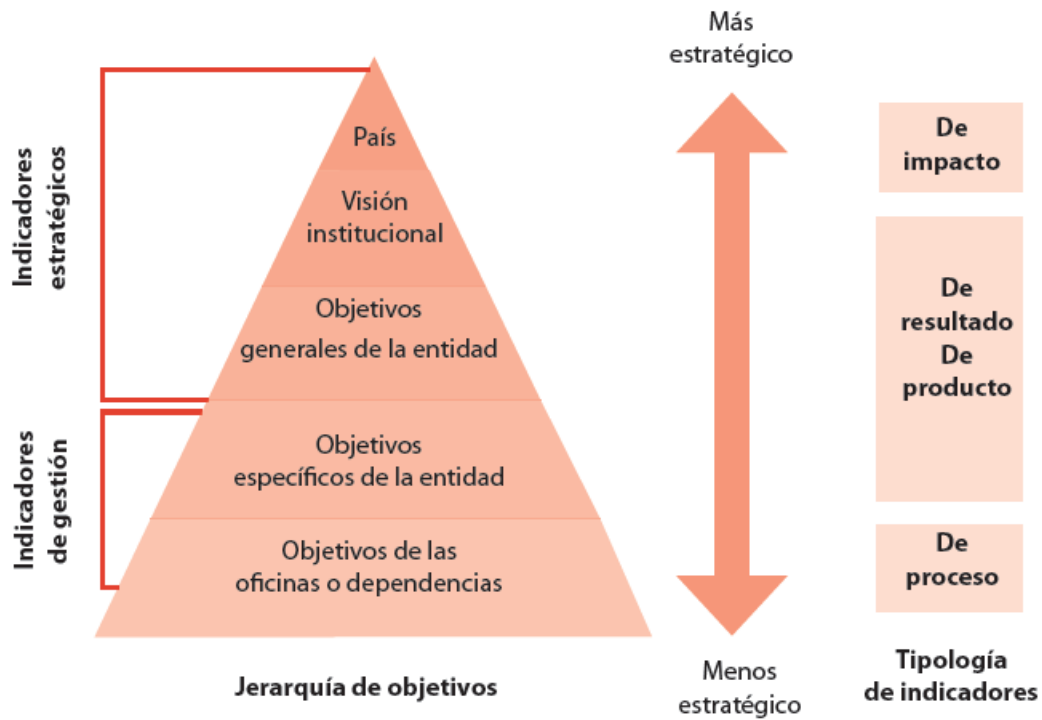 Indicadores
estratégicos
Indicadores
de gestión
País
Visión
institucional
Objetivos
generales de la entidad
Objetivos
específicos de la entidad
Objetivos de las
oficinas o dependencias
Jerarquía de objetivos
Más
estratégico
Menos
estratégico
De
impacto
De
resultado
De
producto
De
proceso
Tipología
de indicadores